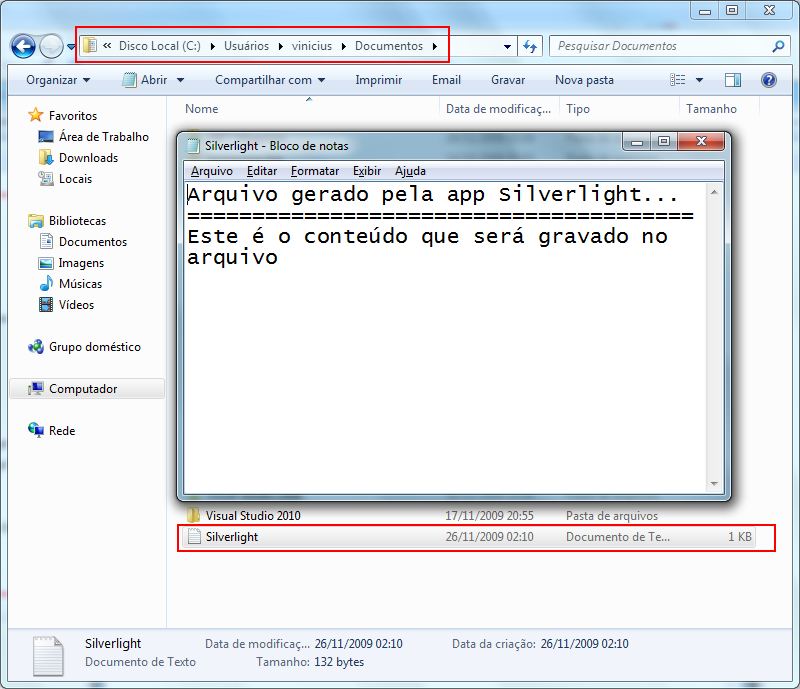 « Disco Local (C:) Usuários vinicius Documentos
Pesquisar Documentos
Organizar Abrir Compartilhar com Imprimir Email Gravar Nova pasta
Nome Data de modificaç... Tipo Tamanho
Favoritos
Área de Trabalho
Downloads
Locais
Bibliotecas
Documentos
Imagens
Músicas
Vídeos
Grupo doméstico
Computador
Rede
Silverlight - Bloco de notas
Arquivo Editar Formatar Exibir Ajuda
Arquivo gerado pela app Silverlight...
=======================================
Este é o conteúdo que será gravado no
arquivo
Visual Studio 2010 17/11/2009 20:55 Pasta de arquivos
Silverlight 26/11/2009 02:10 Documento de Te... 1 KB
Silverlight Data de modificaç... 26/11/2009 02:10 Data da criação: 26/11/2009 02:10
Documento de Texto Tamanho: 132 bytes